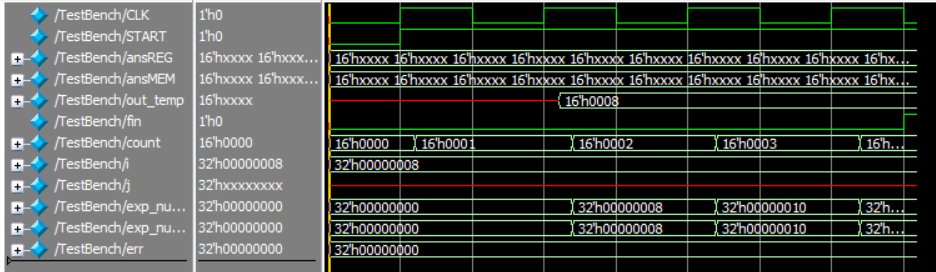 /TestBench/CLK 1'h0
/TestBench/START 1'h0
/TestBench/ansREG 16'hxxxx 16'hxxx... 16'hxxxx 16'hxxxx 16'hxxxx 16'hxxxx 16'hxxxx 16'hxxxx 16'hxxxx 16'hxxxx 16'hxxxx 16'hx...
/TestBench/ansMEM 16'hxxxx 16'hxxx... 16'hxxxx 16'hxxxx 16'hxxxx 16'hxxxx 16'hxxxx 16'hxxxx 16'hxxxx 16'hxxxx 16'hxxxx 16'hx...
/TestBench/out_temp 16'hxxxx 16'h0008
/TestBench/fin 1'h0
/TestBench/count 16'h0000 16'h0000 16'h0001 16'h0002 16'h0003 16'h...
/TestBench/i 32'h00000008 32'h00000008
/TestBench/j 32'hxxxxxxxx
/TestBench/exp_nu... 32'h00000000 32'h00000000 32'h00000008 32'h00000010 32'h...
/TestBench/exp_nu... 32'h00000000 32'h00000000 32'h00000008 32'h00000010 32'h...
/TestBench/err 32'h00000000 32'h00000000